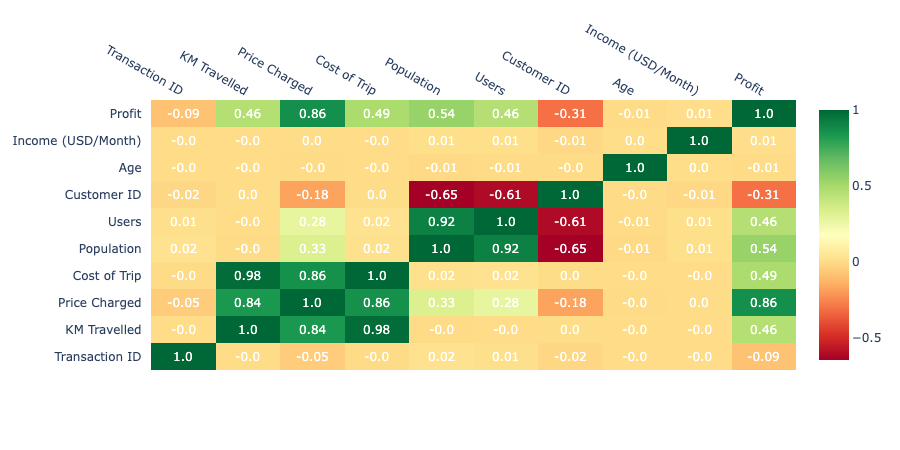 Transaction ID KM Travelled Price Charged Cost of Trip Population Users Customer ID Age Income (USD/Month) Profit
Profit -0.09 0.46 0.86 0.49 0.54 0.46 -0.31 -0.01 0.01 1.0
Income (USD/Month) -0.0 -0.0 0.0 -0.0 0.01 0.01 -0.01 0.0 1.0 0.01
Age -0.0 -0.0 -0.0 -0.0 -0.01 -0.01 -0.0 1.0 0.0 -0.01
Customer ID -0.02 0.0 -0.18 0.0 -0.65 -0.61 1.0 -0.0 -0.01 -0.31
Users 0.01 -0.0 0.28 0.02 0.92 1.0 -0.61 -0.01 0.01 0.46
Population 0.02 -0.0 0.33 0.02 1.0 0.92 -0.65 -0.01 0.01 0.54
Cost of Trip -0.0 0.98 0.86 1.0 0.02 0.02 0.0 -0.0 -0.0 0.49
Price Charged -0.05 0.84 1.0 0.86 0.33 0.28 -0.18 -0.0 0.0 0.86
KM Travelled -0.0 1.0 0.84 0.98 -0.0 -0.0 0.0 -0.0 -0.0 0.46
Transaction ID 1.0 -0.0 -0.05 -0.0 0.02 0.01 -0.02 -0.0 -0.0 -0.09
1
0.5
0
−0.5